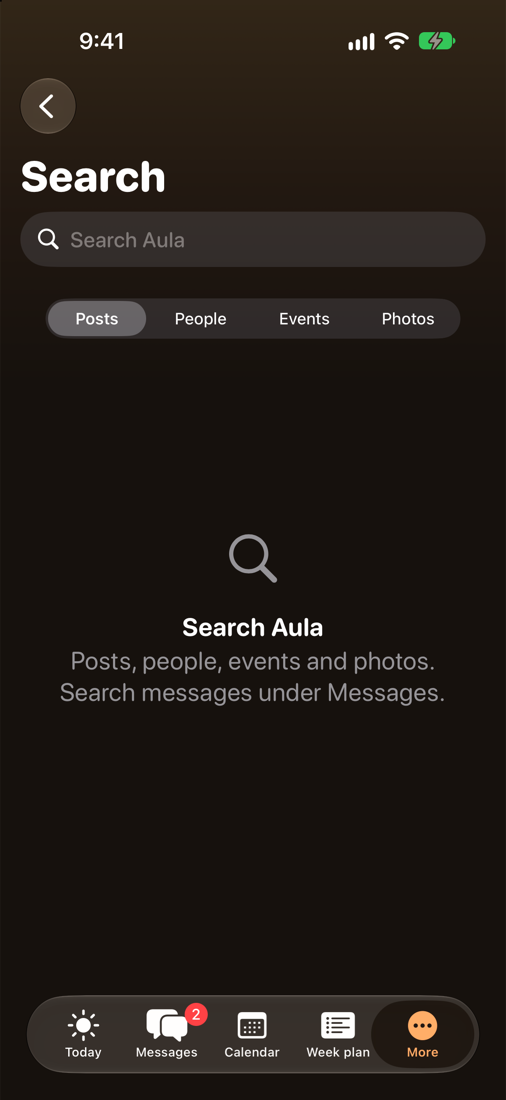 9:41
Search
Search Aula
Posts
People
Events
Photos
Search Aula
Posts, people, events and photos.
Search messages under Messages.
2
Today
Messages
Calendar
Week plan
More